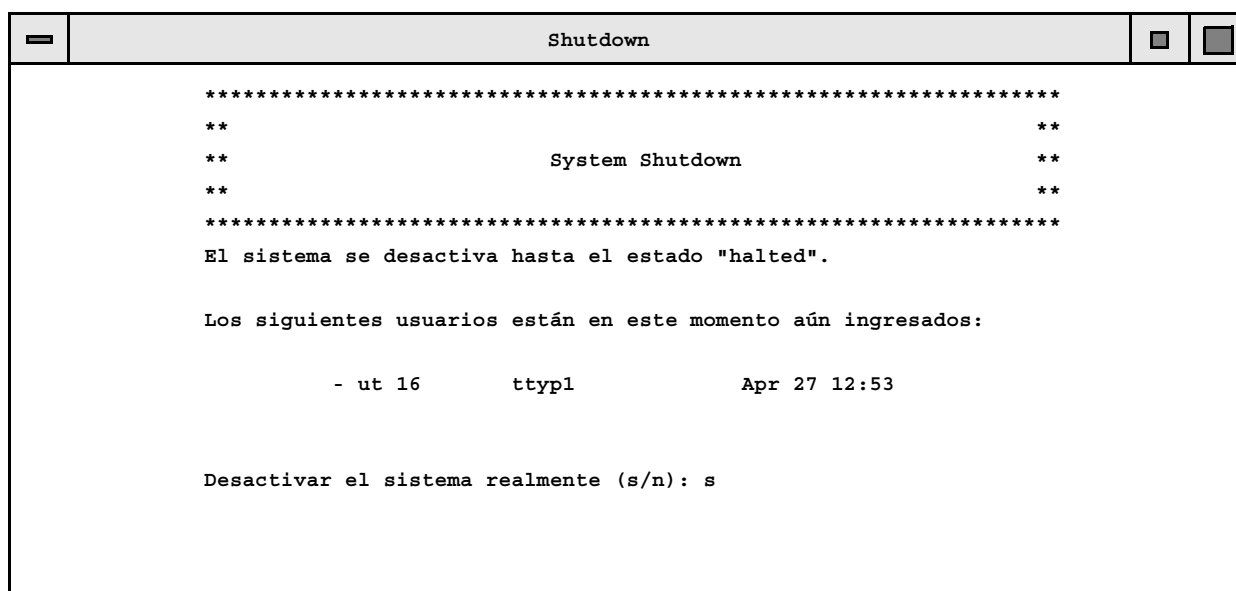 Shutdown
*******************************************************************
** **
** System Shutdown **
** **
*******************************************************************
El sistema se desactiva hasta el estado "halted".
Los siguientes usuarios están en este momento aún ingresados:
- ut 16 ttyp1 Apr 27 12:53
Desactivar el sistema realmente (s/n): s